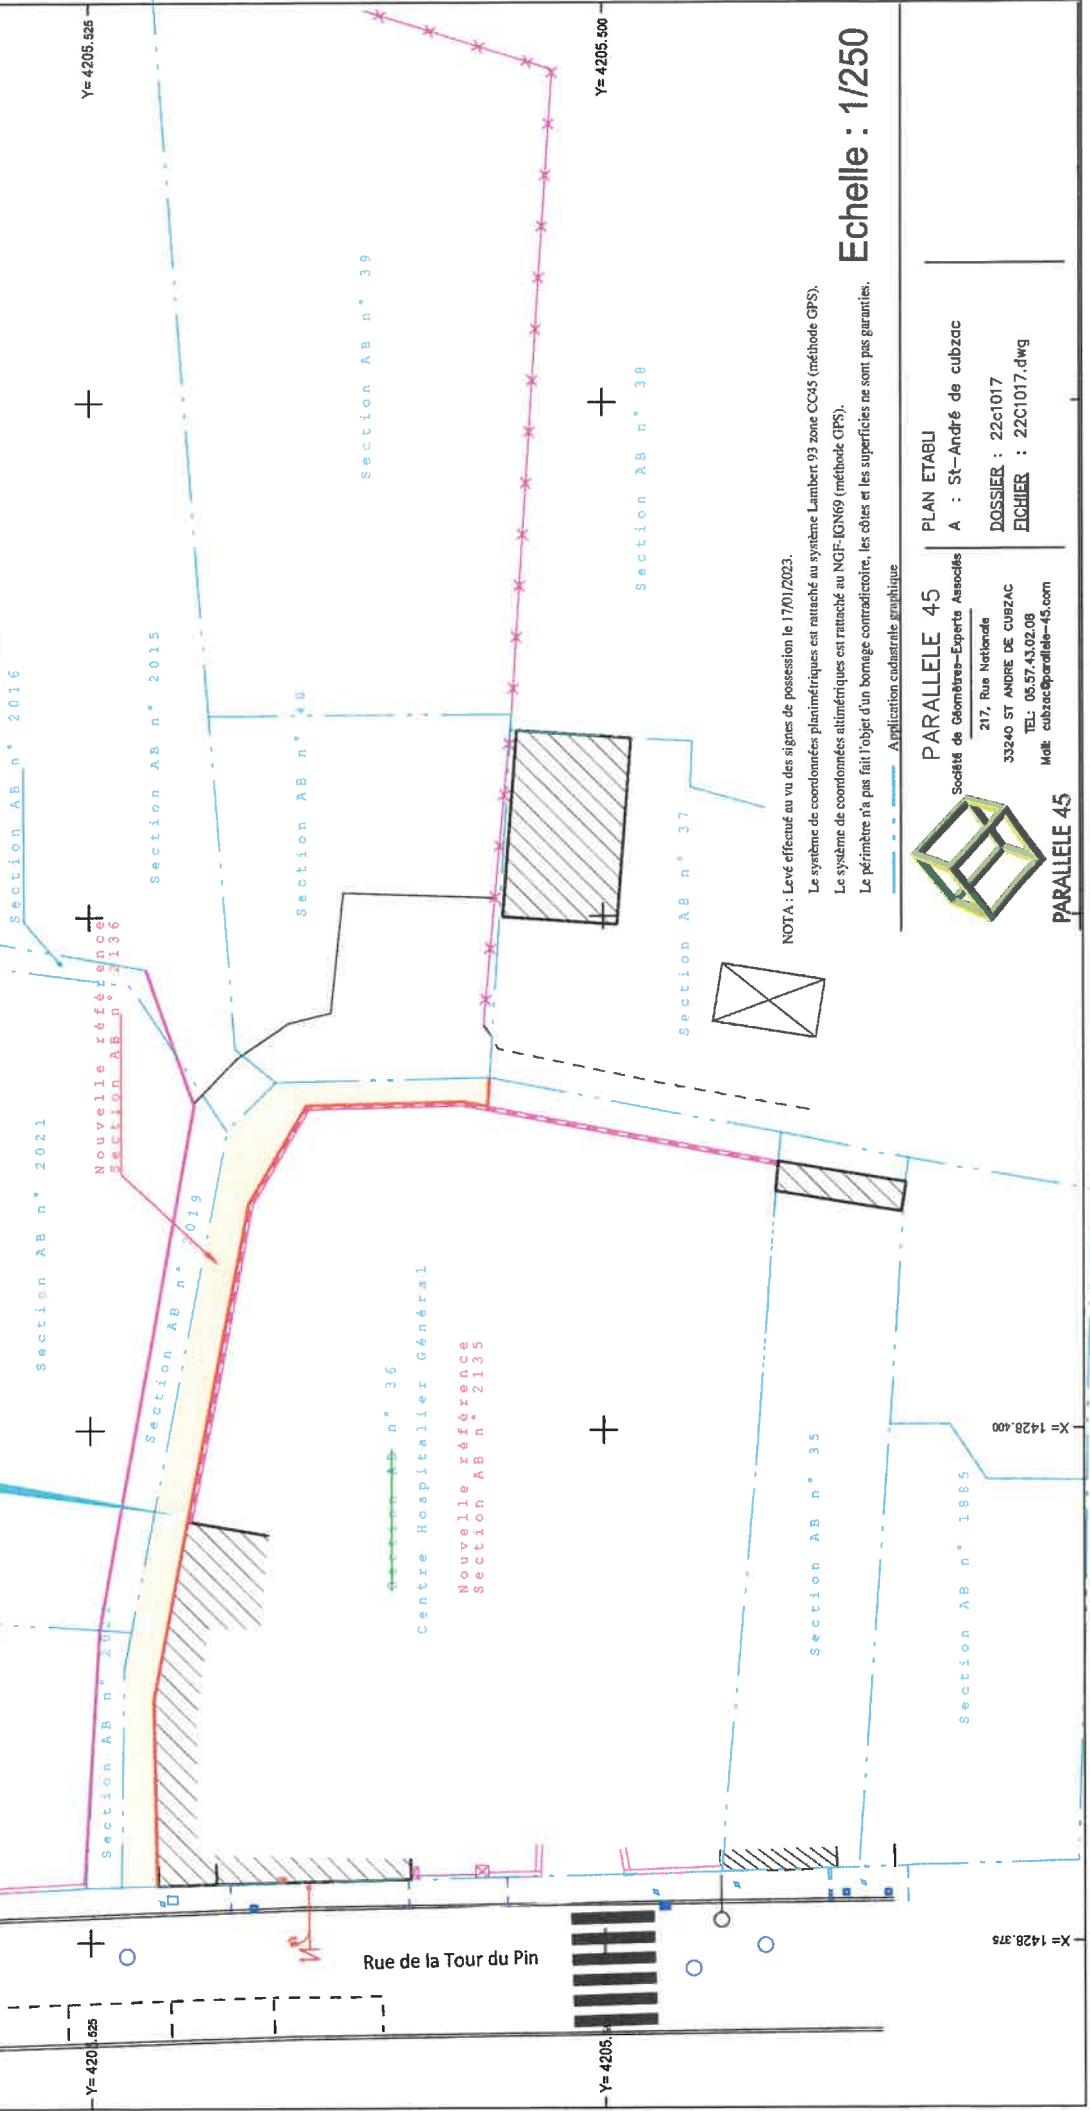 Y= 4205.525
Y= 4205.500
Section AB n° 2016
Section AB n° 2015
Section AB n° 40
Section AB n° 39
Section AB n° 38
Section AB n° 37
Section AB n° 2021
Nouvelle référence
Section AB n° 2136
Section AB n° 2019
Section AB n° 36
Centre Hospitalier Général
Nouvelle référence
Section AB n° 2135
Section AB n° 35
Section AB n° 1885
Section AB n°
Rue de la Tour du Pin
X= 1428.400
X= 1428.375
NOTA : Levé effectué au vu des signes de possession le 17/01/2023.
Le système de coordonnées planimétriques est rattaché au système Lambert 93 zone CC45 (méthode GPS).
Le système de coordonnées altimétriques est rattaché au NGF-IGN69 (méthode GPS).
Le périmètre n'a pas fait l'objet d'un bornage contradictoire, les côtes et les superficies ne sont pas garanties.
Application cadastrale graphique
Echelle : 1/250
PARALLELE 45
PARALLELE 45
Société de Géomètres-Experts Associés
217, Rue Nationale
33240 ST ANDRE DE CUBZAC
TEL: 05.57.43.02.08
Mail: cubzac@parallele-45.com
PLAN ETABLI
A : St-André de cubzac
DOSSIER : 22c1017
FICHIER : 22C1017.dwg
Y= 4205.525
Y= 4205.